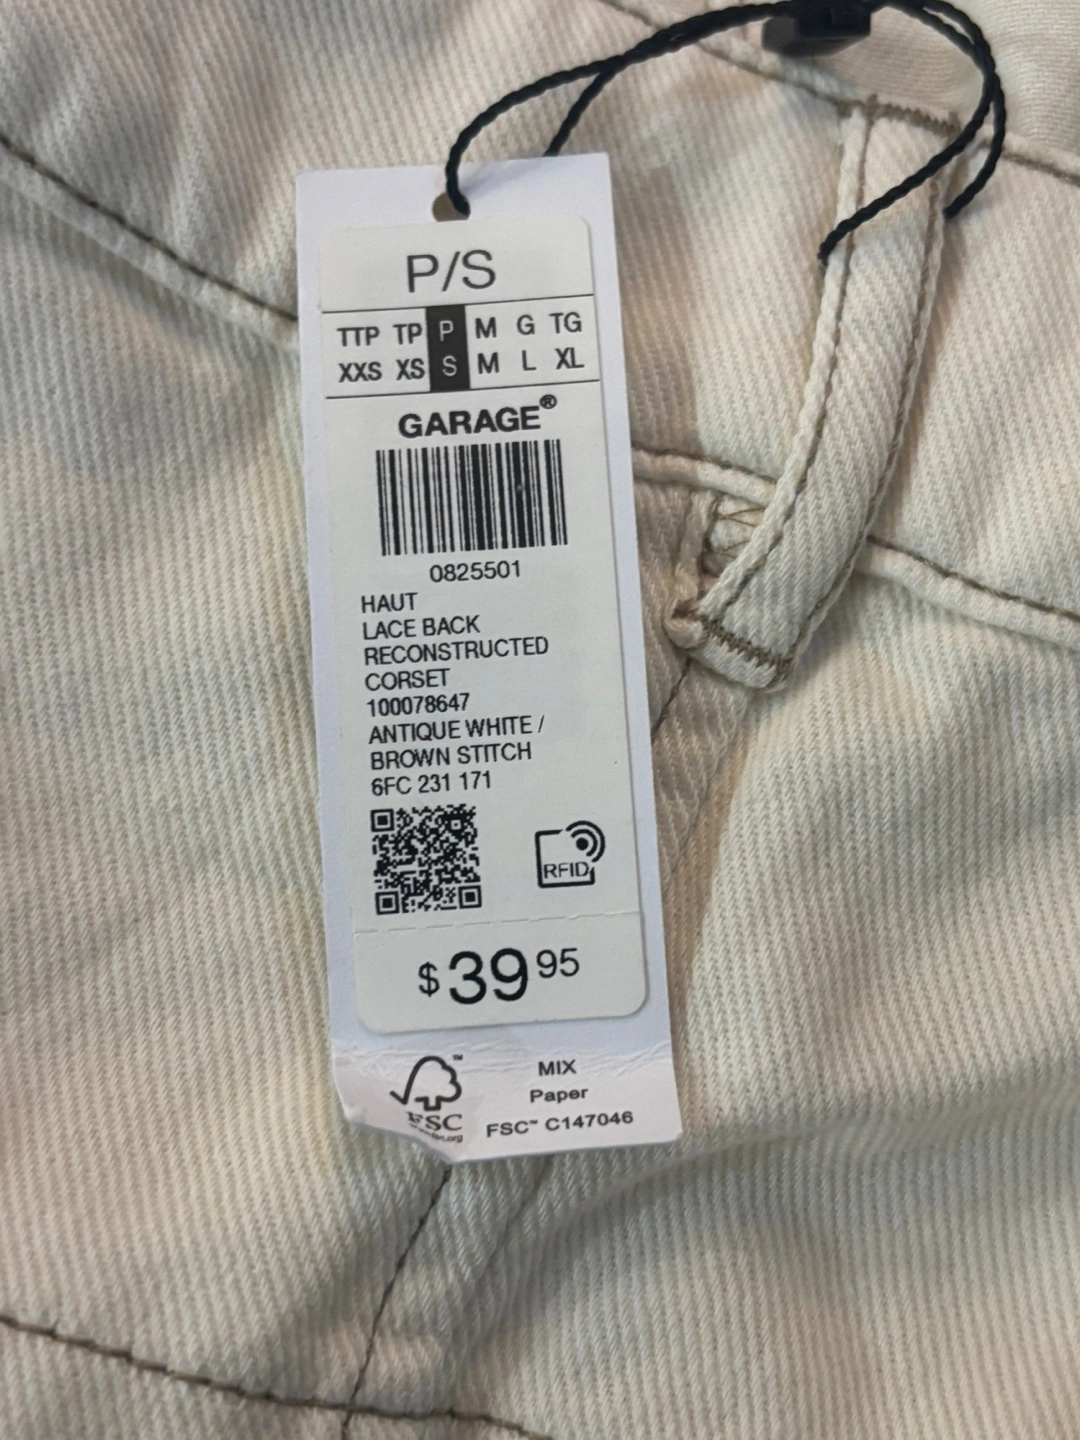 P/S
TTP TP P M G TG
XXS XS S M L XL
GARAGE®
0825501
HAUT
LACE BACK
RECONSTRUCTED
CORSET
100078647
ANTIQUE WHITE /
BROWN STITCH
6FC 231 171
RFID
$39 95
MIX
Paper
FSC™ C147046
™
FSC